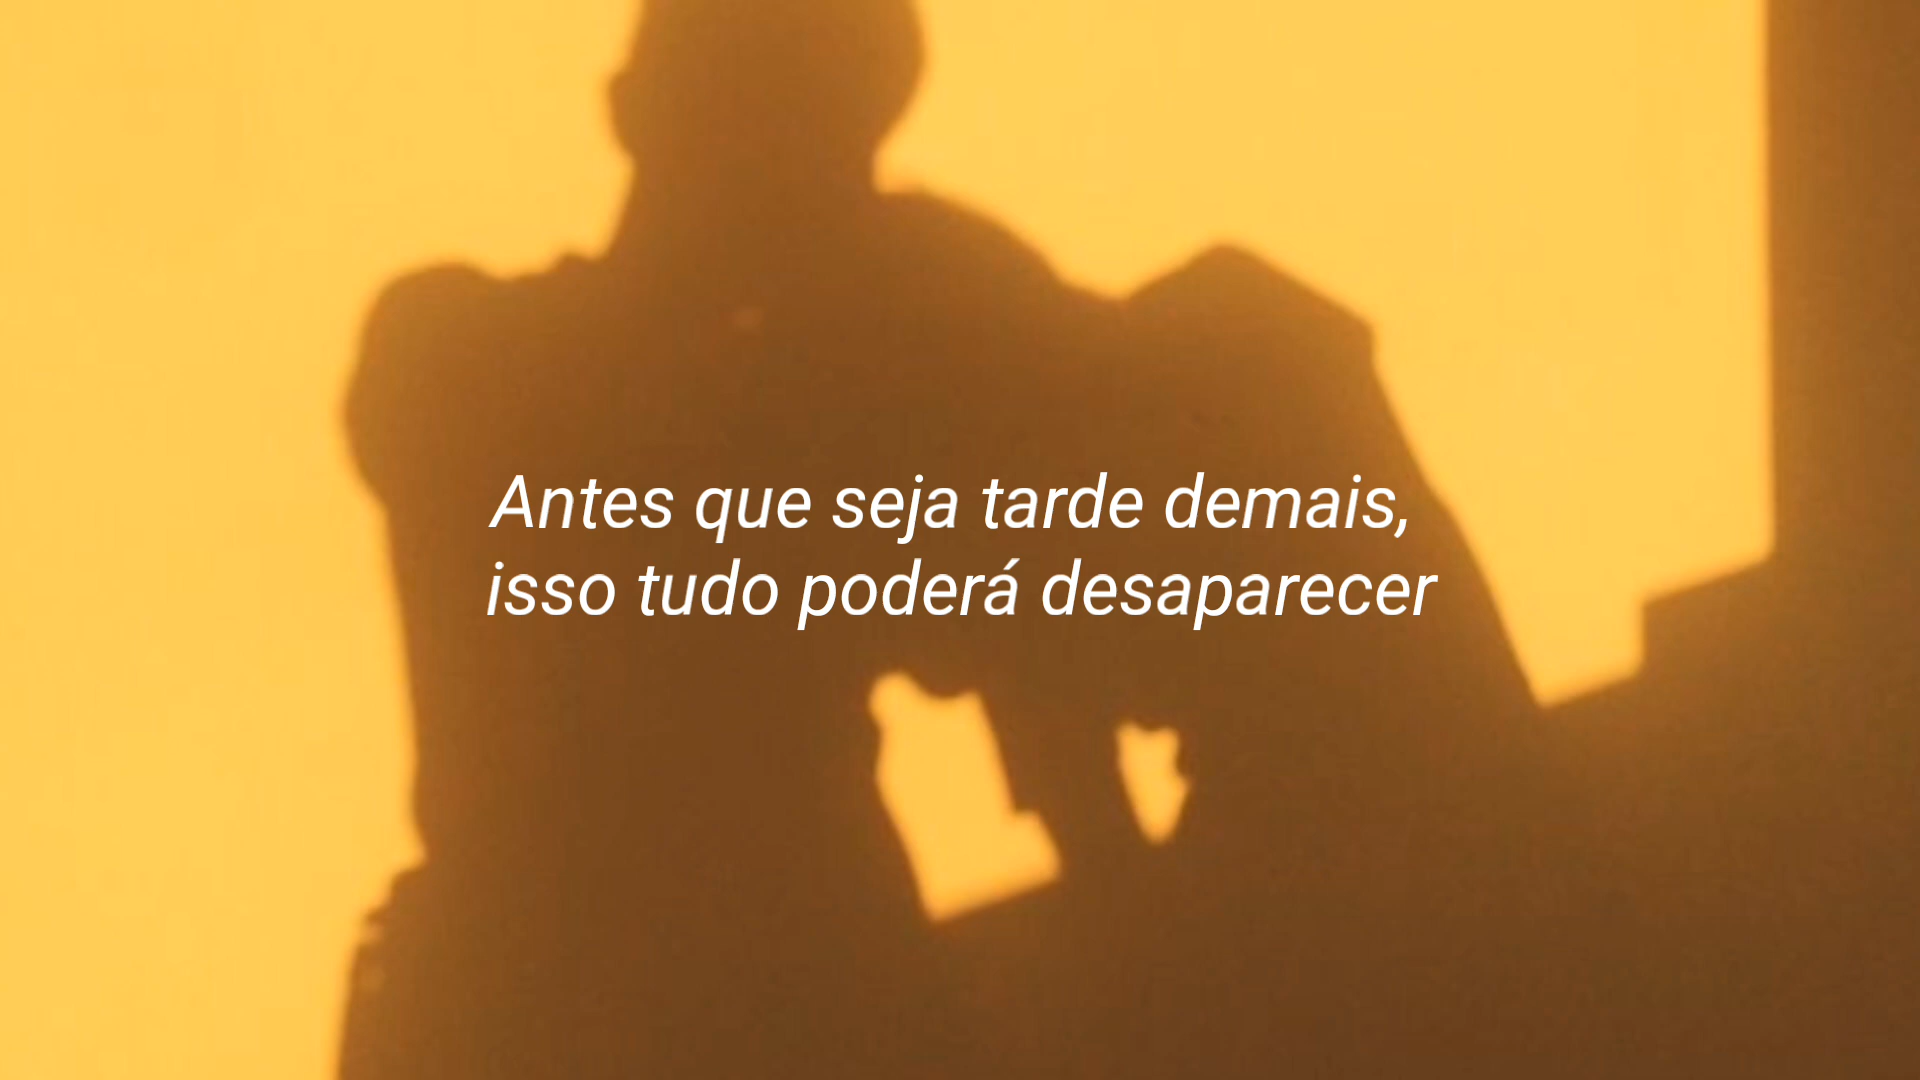 Antes que seja tarde demais,
isso tudo poderá desaparecer